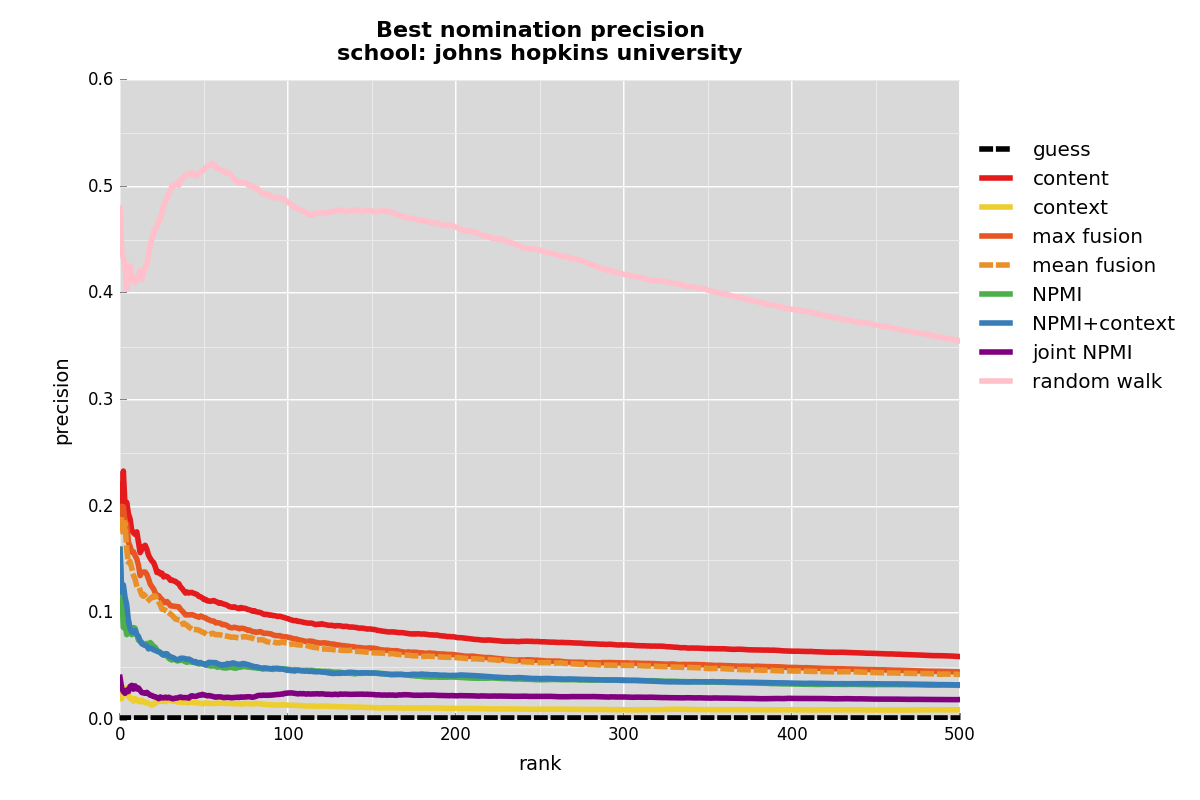 Best nomination precision
school: johns hopkins university
precision
0.6
0.5
0.4
0.3
0.2
0.1
0.0
0 100 200 300 400 500
rank
guess
content
context
max fusion
mean fusion
NPMI
NPMI+context
joint NPMI
random walk